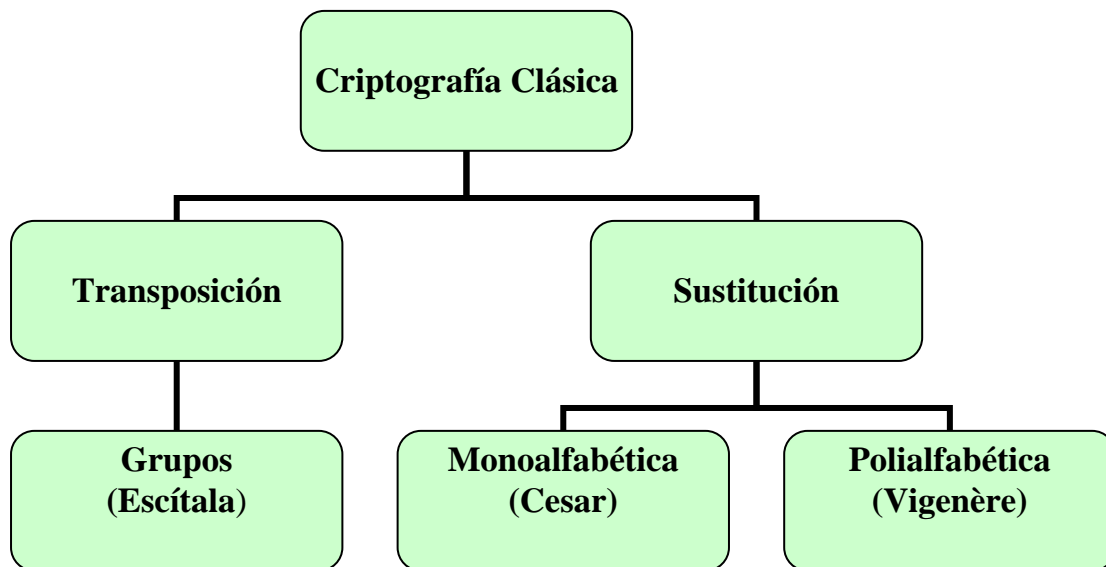 Criptografía Clásica
Transposición
Sustitución
Grupos
(Escítala)
Monoalfabética
(Cesar)
Polialfabética
(Vigenère)